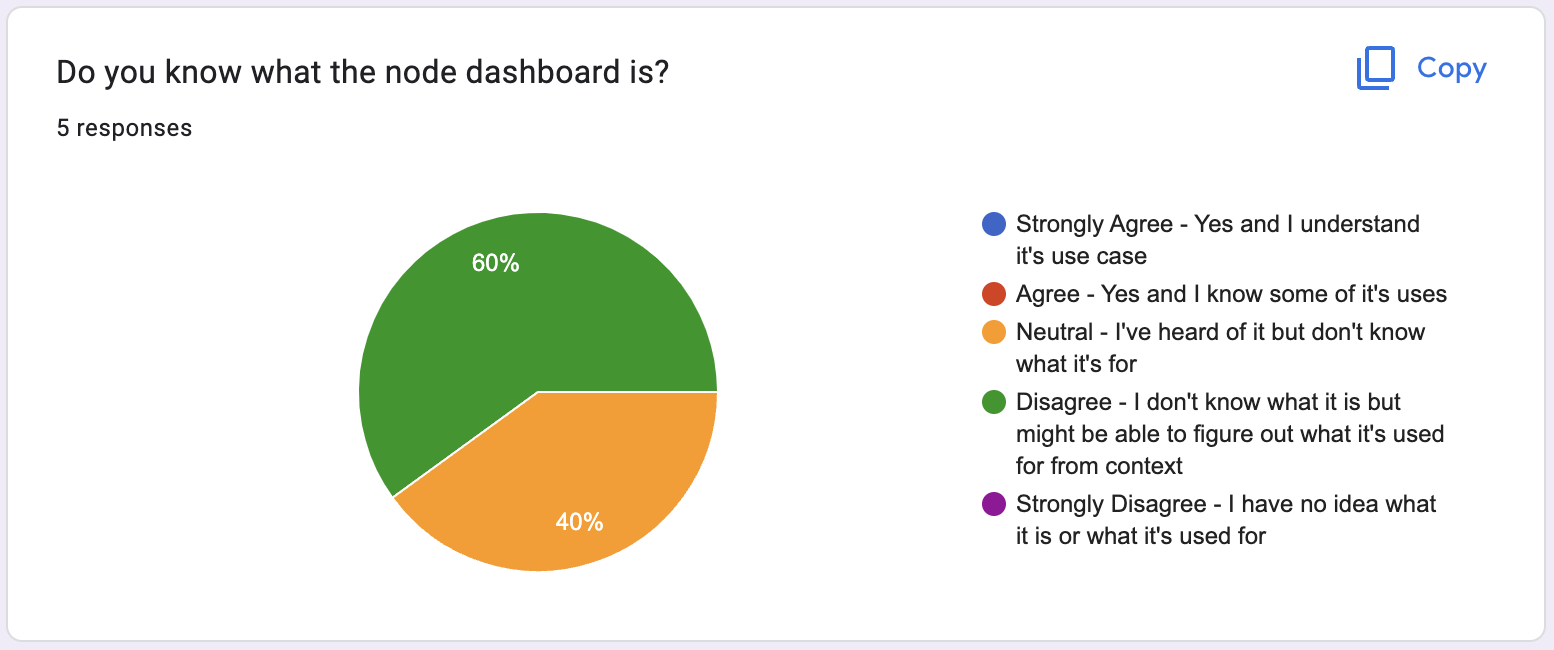 Do you know what the node dashboard is?
Copy
5 responses
60%
40%
Strongly Agree - Yes and I understand
it's use case
Agree - Yes and I know some of it's uses
Neutral - I've heard of it but don't know
what it's for
Disagree - I don't know what it is but
might be able to figure out what it's used
for from context
Strongly Disagree - I have no idea what
it is or what it's used for